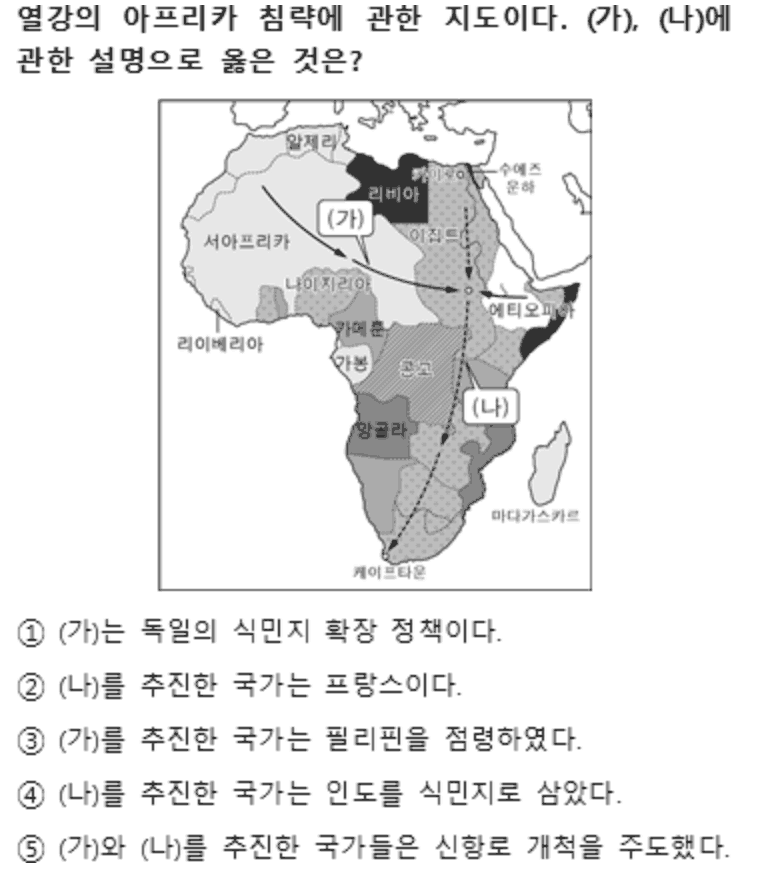 열강의 아프리카 침략에 관한 지도이다. (가), (나)에
관한 설명으로 옳은 것은?
알제리
카이로
수에즈
운하
리비아
(가)
서아프리카
이집트
나이지리아
에티오피아
리이베리아
카메룬
가봉
콩고
(나)
앙골라
마다가스카르
케이프타운
① (가)는 독일의 식민지 확장 정책이다.
② (나)를 추진한 국가는 프랑스이다.
③ (가)를 추진한 국가는 필리핀을 점령하였다.
④ (나)를 추진한 국가는 인도를 식민지로 삼았다.
⑤ (가)와 (나)를 추진한 국가들은 신항로 개척을 주도했다.